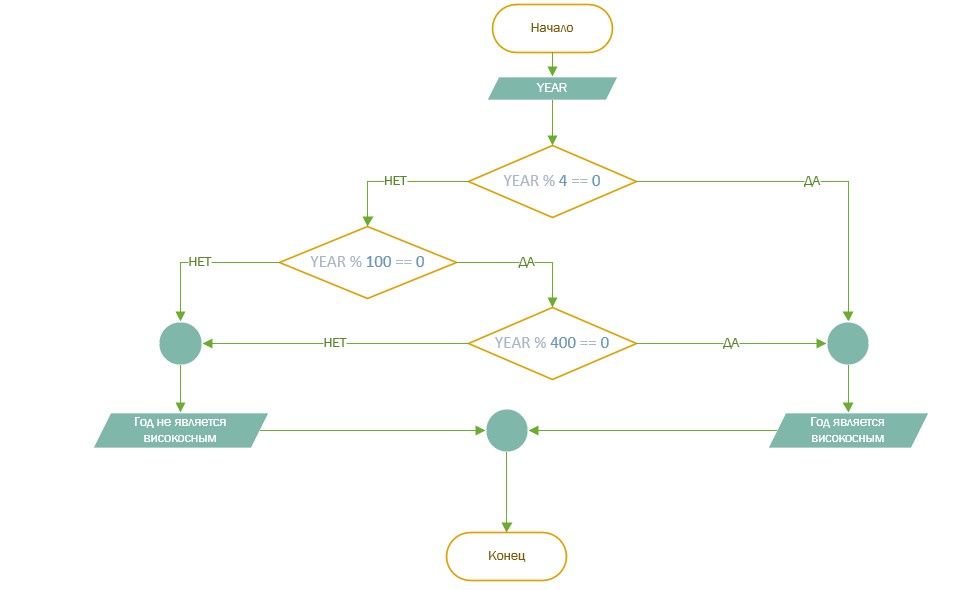 Начало
YEAR
YEAR % 4 == 0
НЕТ
ДА
YEAR % 100 == 0
НЕТ
ДА
YEAR % 400 == 0
НЕТ
ДА
Год не является
високосным
Год является
високосным
Конец